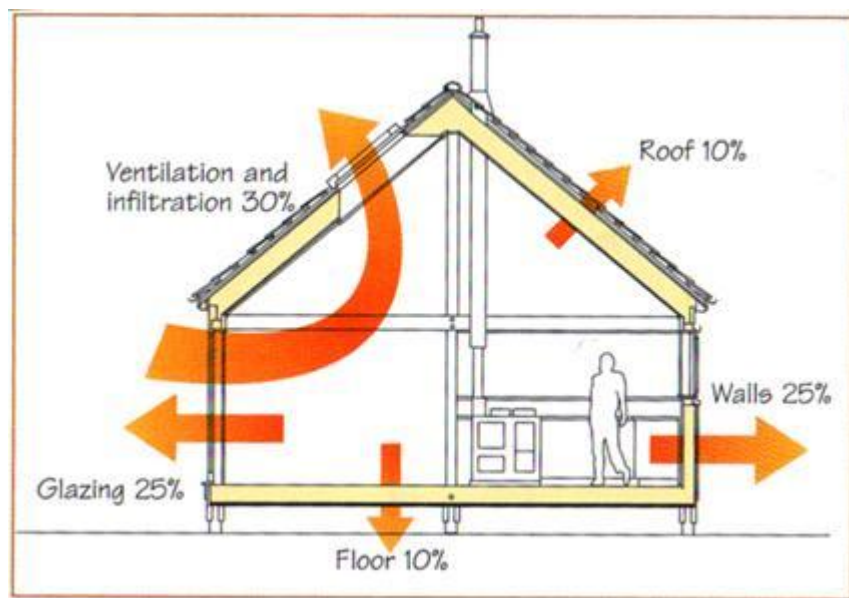 Ventilation and
infiltration 30%
Roof 10%
Walls 25%
Glazing 25%
Floor 10%